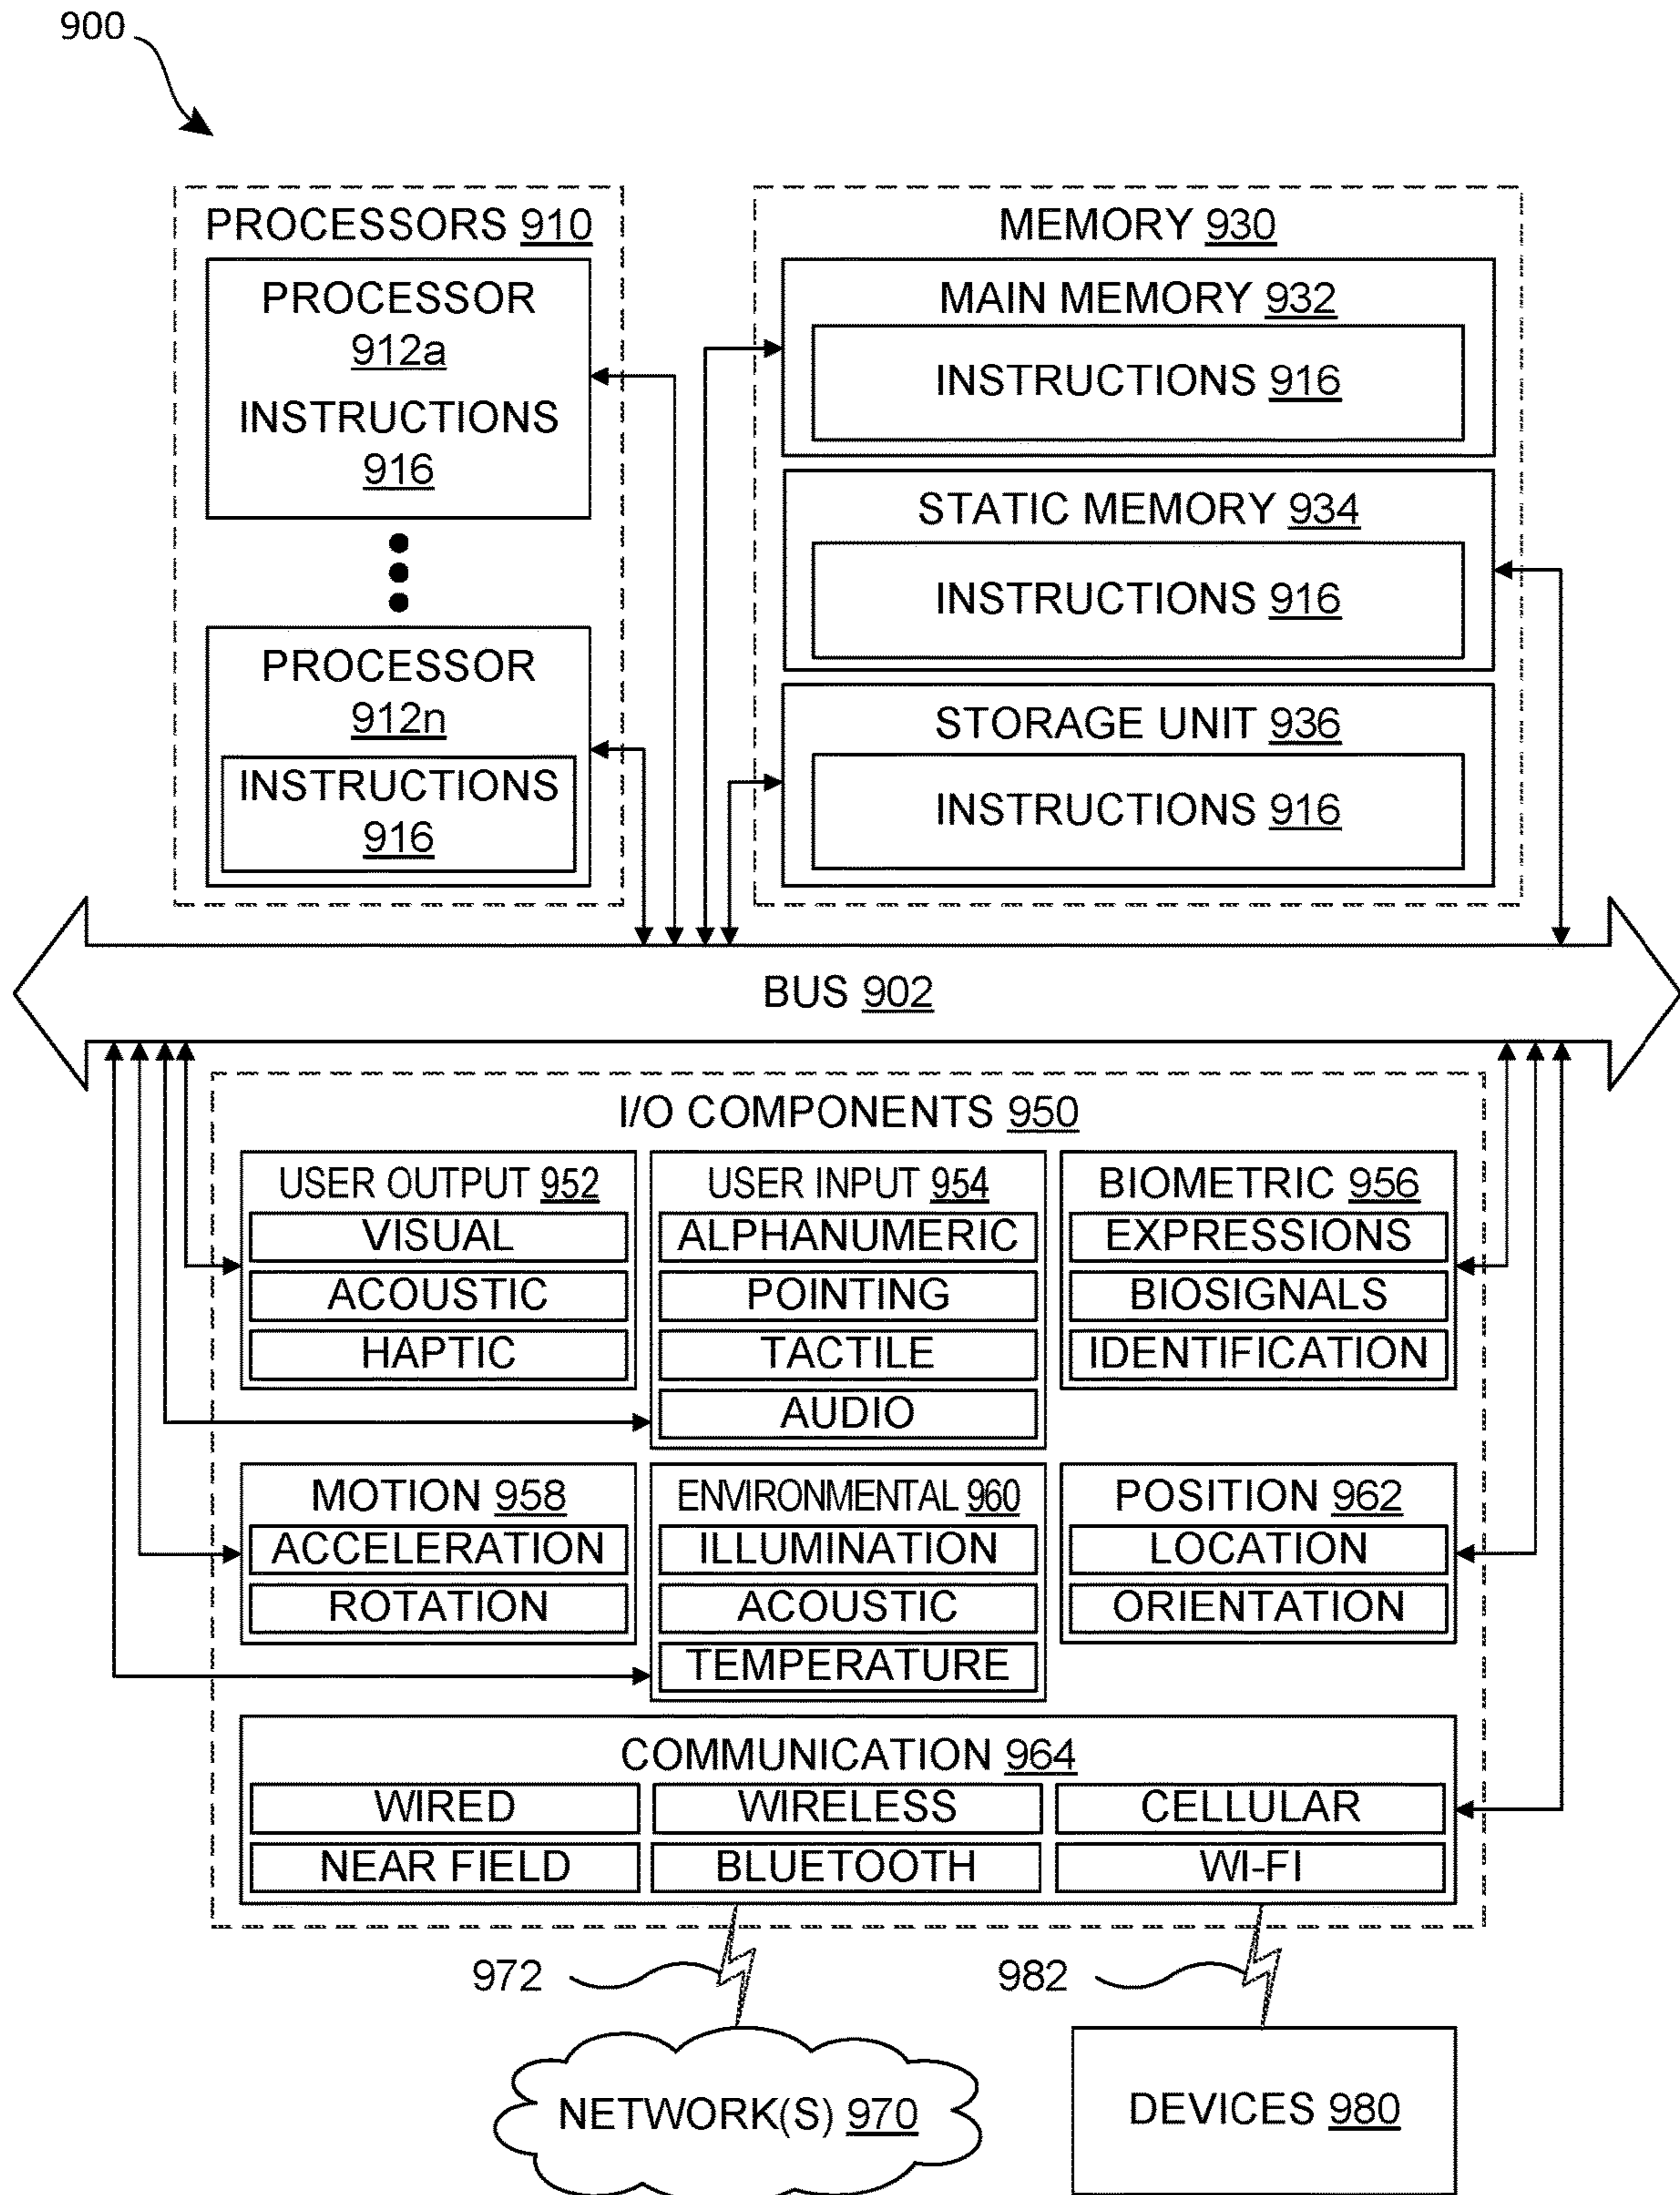 900
PROCESSORS 910
PROCESSOR
912a
INSTRUCTIONS
916
PROCESSOR
912n
INSTRUCTIONS
916
MEMORY 930
MAIN MEMORY 932
INSTRUCTIONS 916
STATIC MEMORY 934
INSTRUCTIONS 916
STORAGE UNIT 936
INSTRUCTIONS 916
BUS 902
I/O COMPONENTS 950
USER OUTPUT 952
VISUAL
ACOUSTIC
HAPTIC
USER INPUT 954
ALPHANUMERIC
POINTING
TACTILE
AUDIO
BIOMETRIC 956
EXPRESSIONS
BIOSIGNALS
IDENTIFICATION
MOTION 958
ACCELERATION
ROTATION
ENVIRONMENTAL 960
ILLUMINATION
ACOUSTIC
TEMPERATURE
POSITION 962
LOCATION
ORIENTATION
COMMUNICATION 964
WIRED
WIRELESS
CELLULAR
NEAR FIELD
BLUETOOTH
WI-FI
972
982
NETWORK(S) 970
DEVICES 980